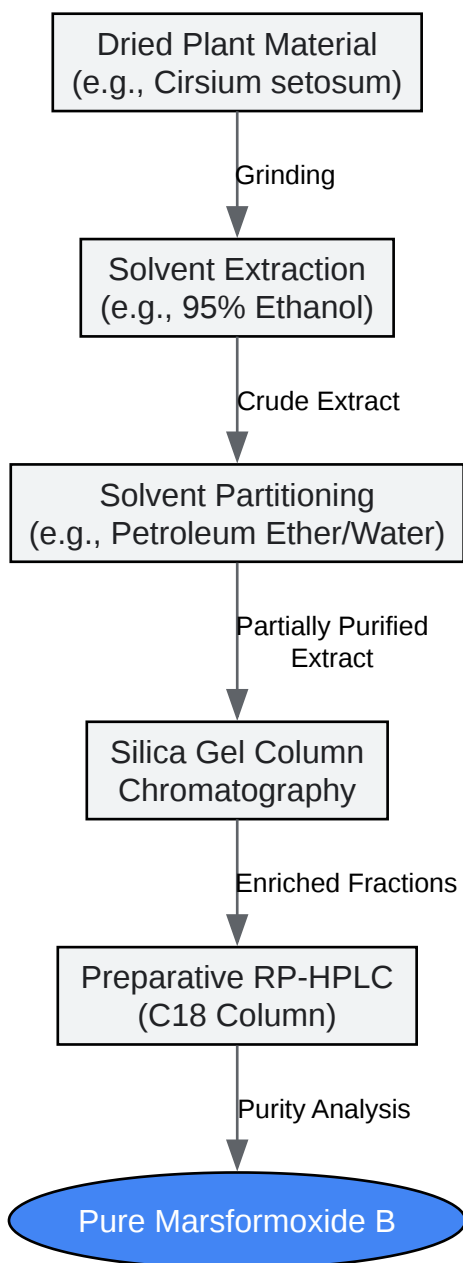 Dried Plant Material
(e.g., Cirsium setosum)
Grinding
Solvent Extraction
(e.g., 95% Ethanol)
Crude Extract
Solvent Partitioning
(e.g., Petroleum Ether/Water)
Partially Purified
Extract
Silica Gel Column
Chromatography
Enriched Fractions
Preparative RP-HPLC
(C18 Column)
Purity Analysis
Pure Marsformoxide B